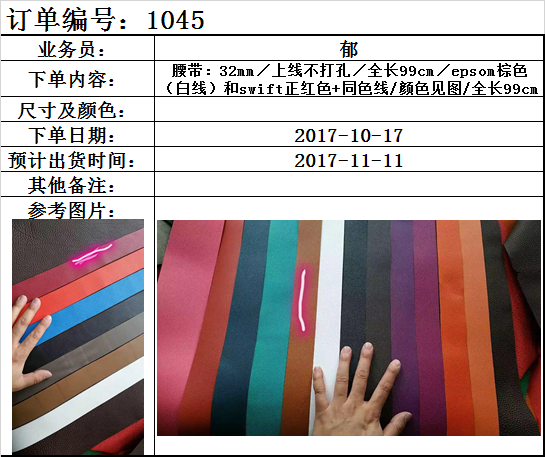 订单编号：1045
业务员：
郁
下单内容：
腰带：32mm／上线不打孔／全长99cm／epsom棕色
（白线）和swift正红色+同色线/颜色见图/全长99cm
尺寸及颜色：
下单日期：
2017-10-17
预计出货时间：
2017-11-11
其他备注：
参考图片：